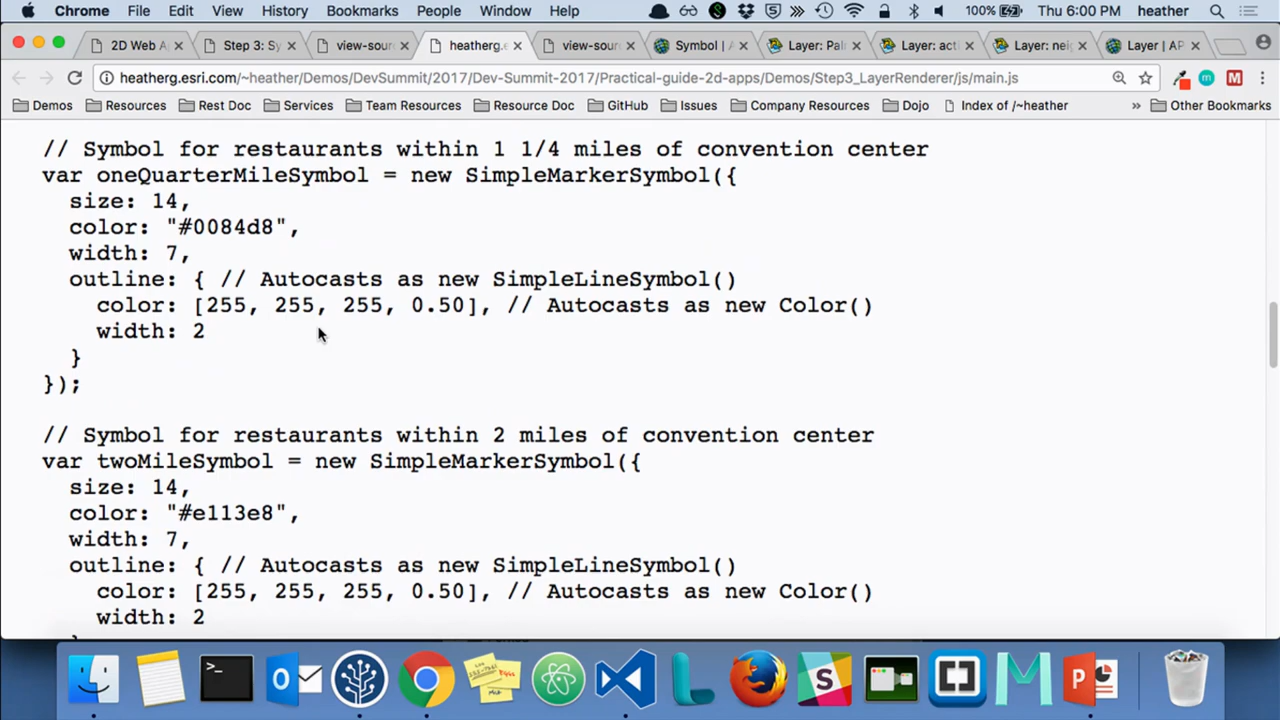 Chrome File Edit View History Bookmarks People Window Help 100% Thu 6:00 PM heather
2D Web A Step 3: Sy view-sour heatherg.e view-sour Symbol | A Layer: Pal Layer: acti Layer: nei Layer | AP
heatherg.esri.com/~heather/Demos/DevSummit/2017/Dev-Summit-2017/Practical-guide-2d-apps/Demos/Step3_LayerRenderer/js/main.js
Demos Resources Rest Doc Services Team Resources Resource Doc GitHub Issues Company Resources Dojo Index of /~heather » Other Bookmarks
// Symbol for restaurants within 1 1/4 miles of convention center
var oneQuarterMileSymbol = new SimpleMarkerSymbol({
size: 14,
color: "#0084d8",
width: 7,
outline: { // Autocasts as new SimpleLineSymbol()
color: [255, 255, 255, 0.50], // Autocasts as new Color()
width: 2
}
});
// Symbol for restaurants within 2 miles of convention center
var twoMileSymbol = new SimpleMarkerSymbol({
size: 14,
color: "#e113e8",
width: 7,
outline: { // Autocasts as new SimpleLineSymbol()
color: [255, 255, 255, 0.50], // Autocasts as new Color()
width: 2